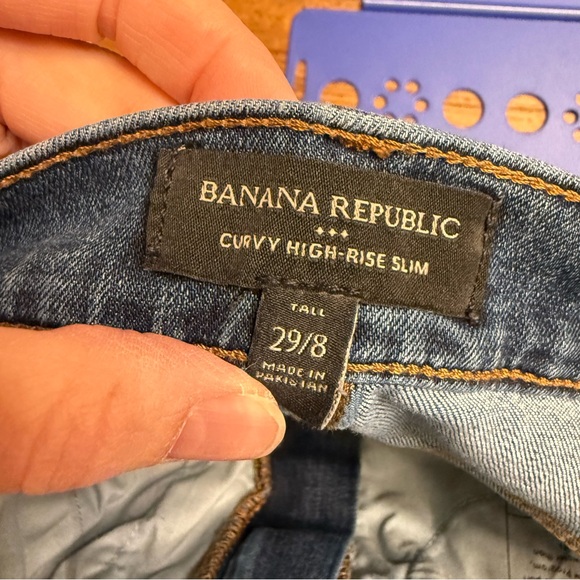 BANANA REPUBLIC
CURVY HIGH-RISE SLIM
TALL
29/8
MADE IN
PAKISTAN